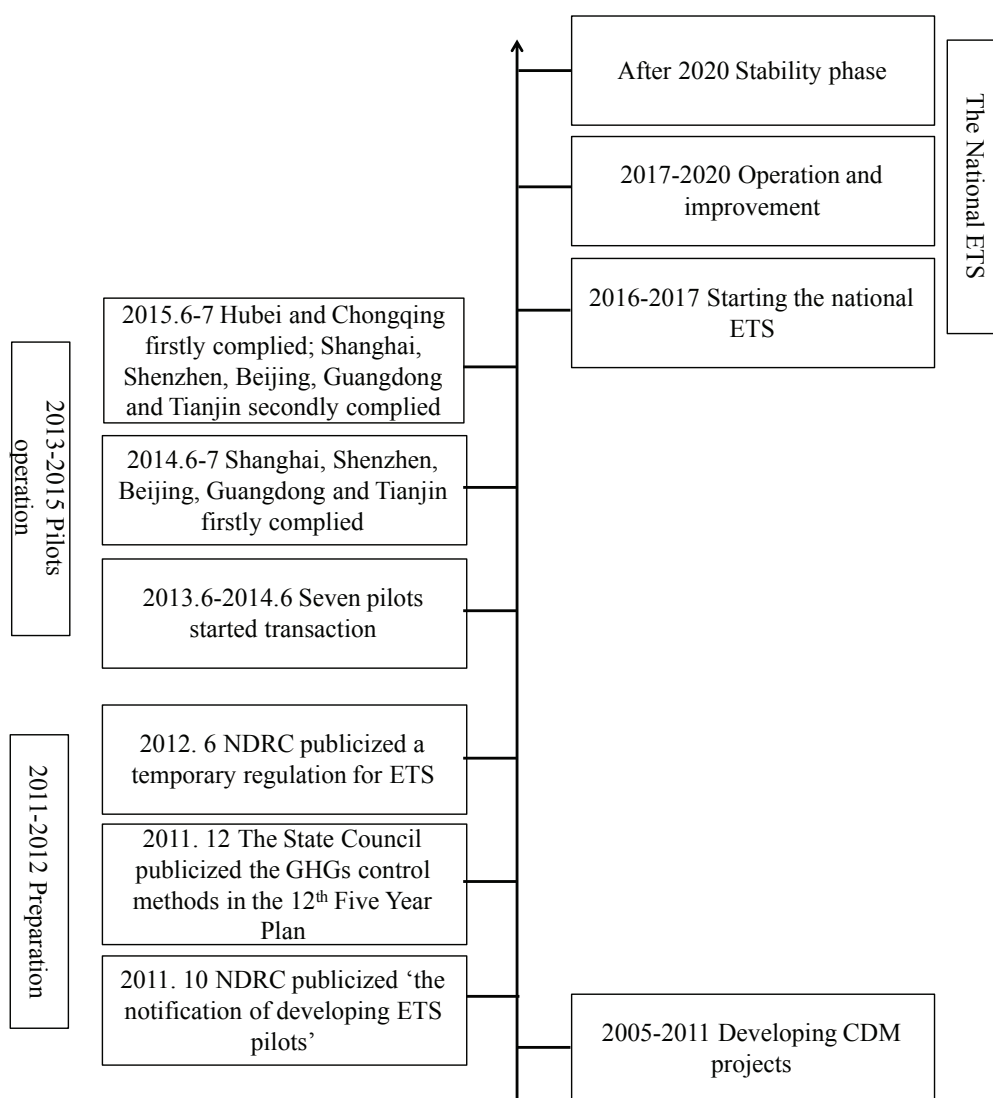 After 2020 Stability phase
2017-2020 Operation and
improvement
2016-2017 Starting the national
ETS
The National ETS
2015.6-7 Hubei and Chongqing
firstly complied; Shanghai,
Shenzhen, Beijing, Guangdong
and Tianjin secondly complied
2014.6-7 Shanghai, Shenzhen,
Beijing, Guangdong and Tianjin
firstly complied
2013.6-2014.6 Seven pilots
started transaction
2013-2015 Pilots
operation
2012. 6 NDRC publicized a
temporary regulation for ETS
2011. 12 The State Council
publicized the GHGs control
methods in the 12th Five Year
Plan
2011. 10 NDRC publicized ‘the
notification of developing ETS
pilots’
2011-2012 Preparation
2005-2011 Developing CDM
projects